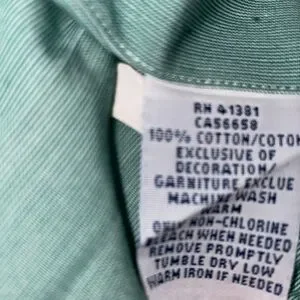 RN 41381
CA56658
100% COTTON/COTON
EXCLUSIVE OF
DECORATION/
GARNITURE EXCLUE
MACHINE WASH
WARM
ONLY NON-CHLORINE
BLEACH WHEN NEEDED
REMOVE PROMPTLY
TUMBLE DRY LOW
WARM IRON IF NEEDED